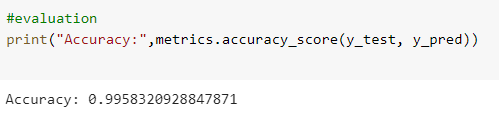 #evaluation
print("Accuracy:",metrics.accuracy_score(y_test, y_pred))
Accuracy: 0.9958320928847871